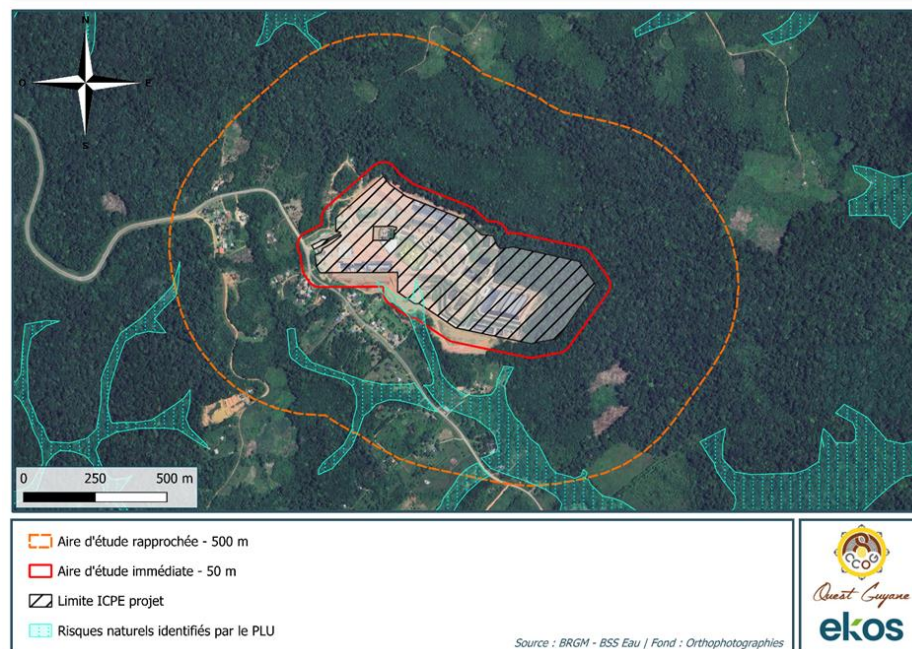 N
O
E
S
0 250 500 m
Aire d'étude rapprochée - 500 m
Aire d'étude immédiate - 50 m
Limite ICPE projet
Risques naturels identifiés par le PLU
Source : BRGM - BSS Eau | Fond : Orthophotographies
CCOG
Ouest Guyane
ekos